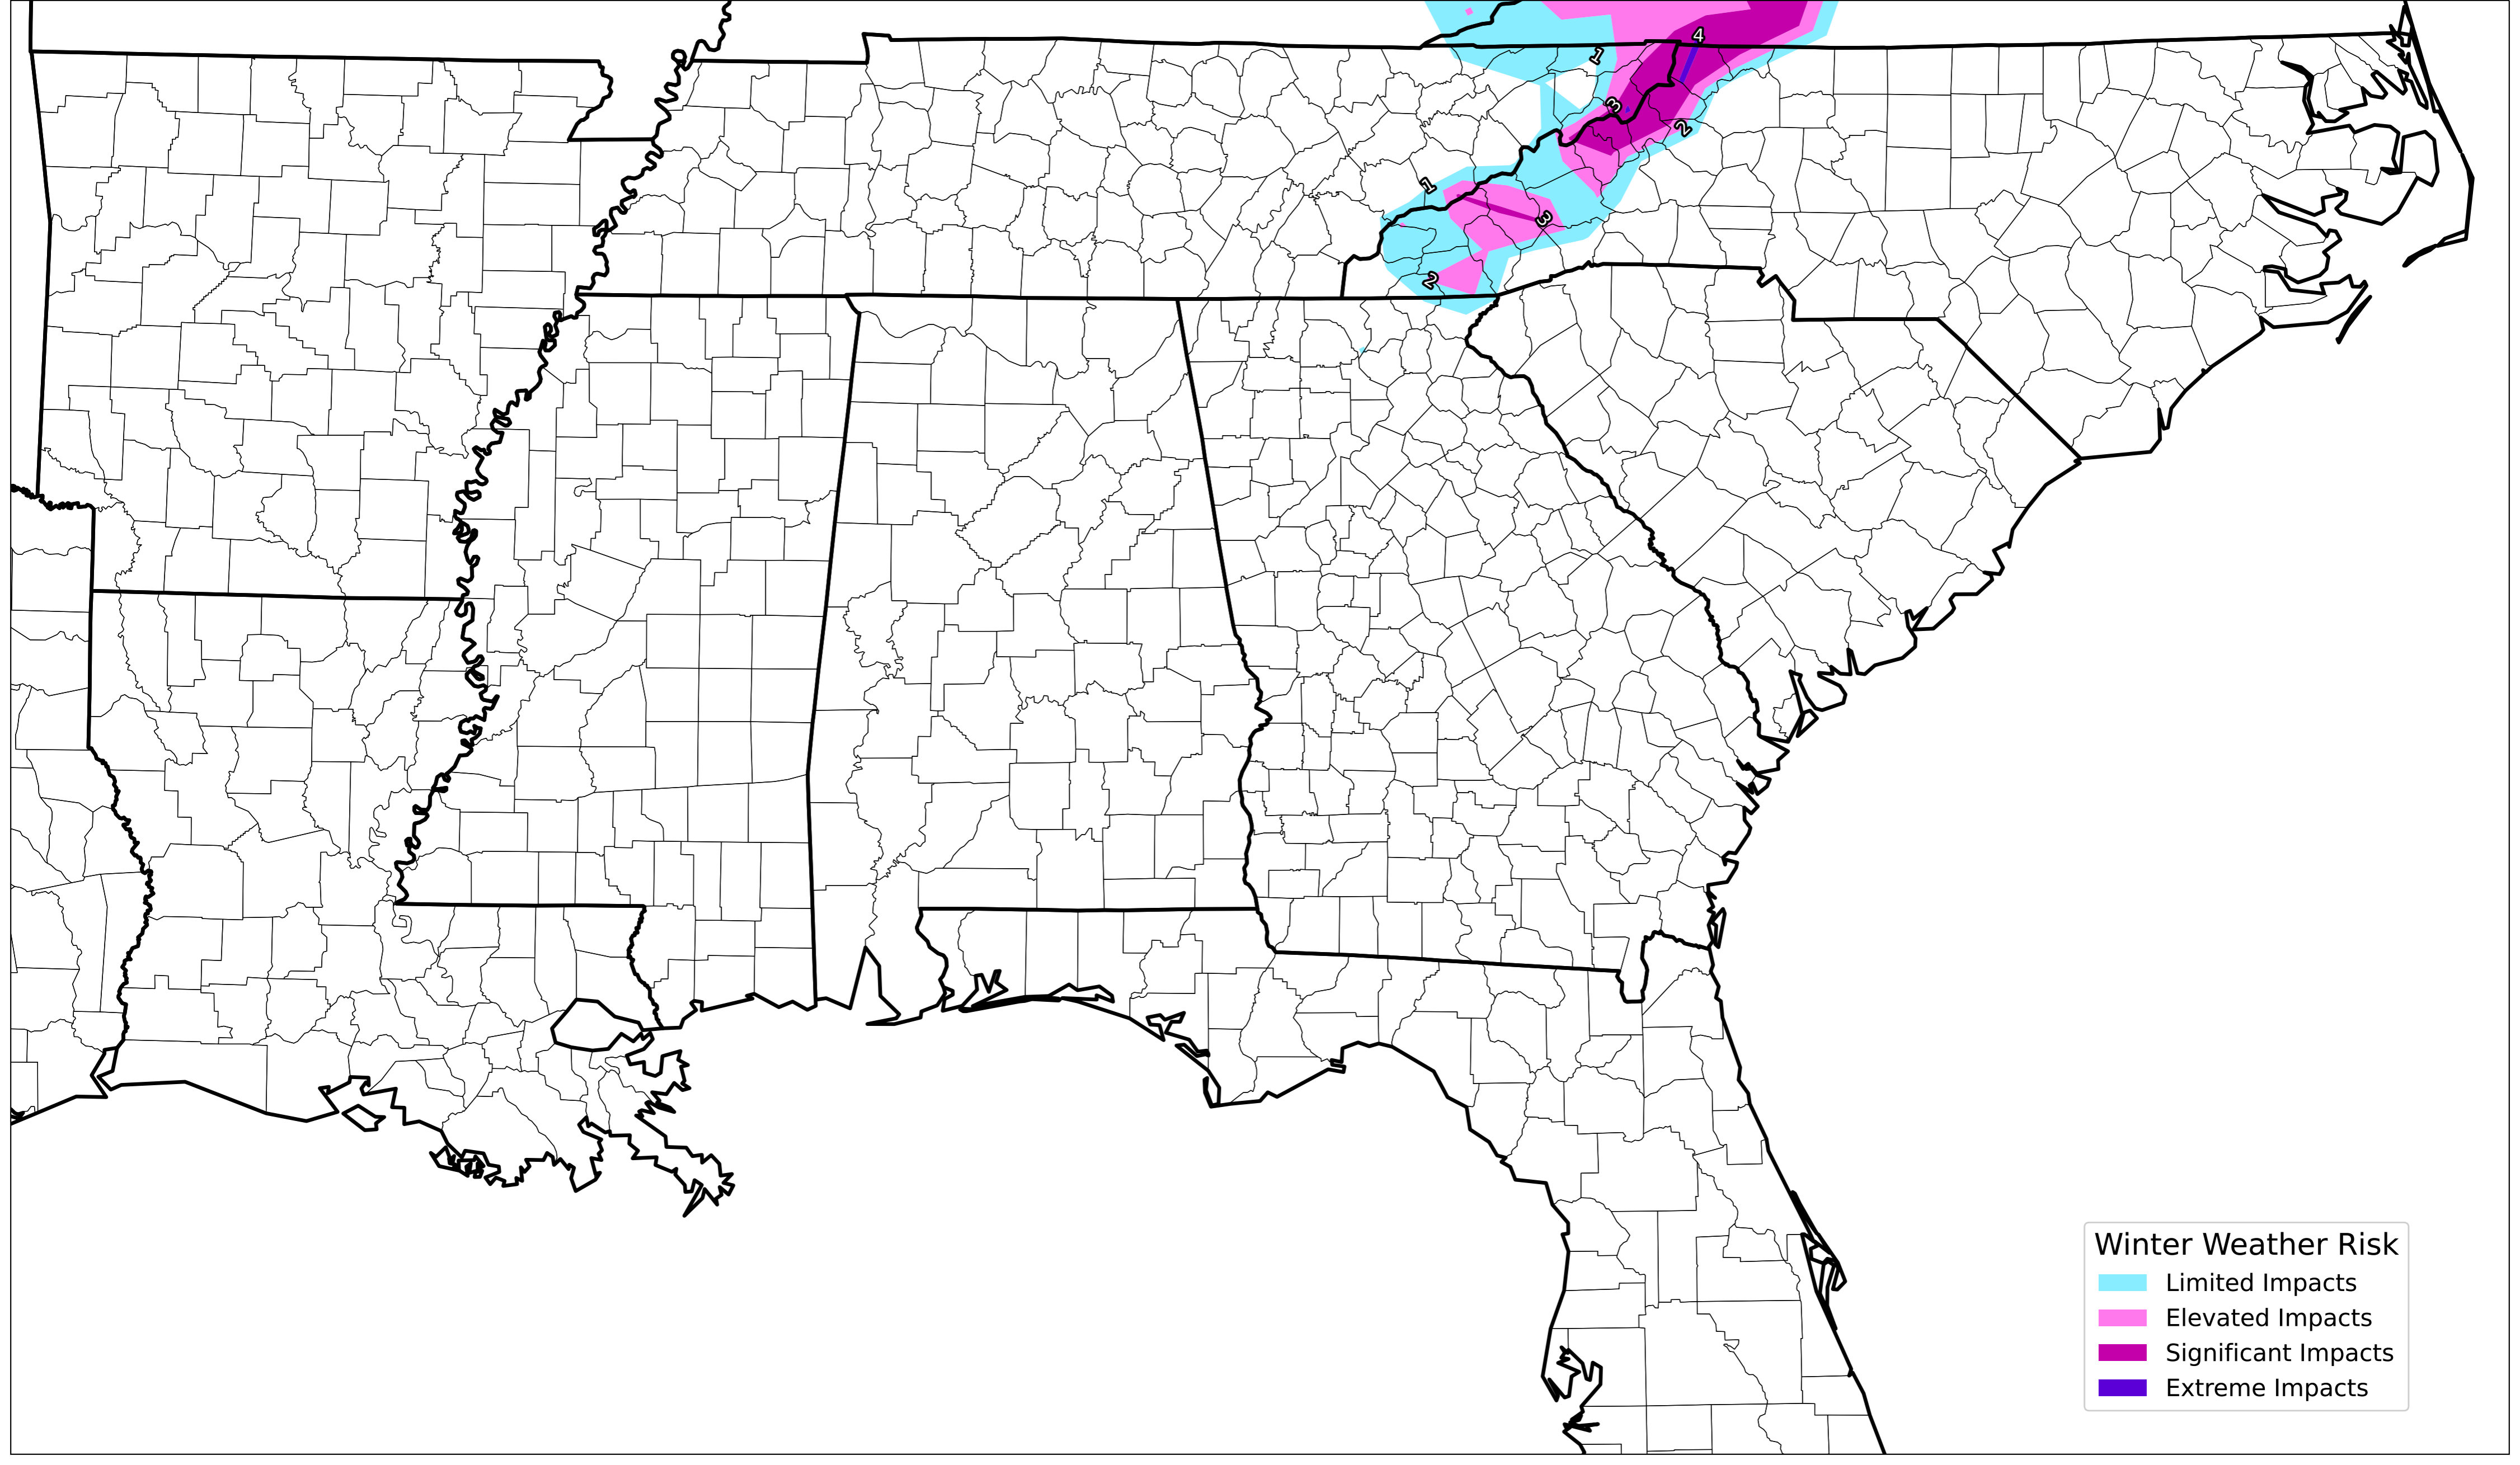 4
1
3
2
1
3
2
Winter Weather Risk
Limited Impacts
Elevated Impacts
Significant Impacts
Extreme Impacts